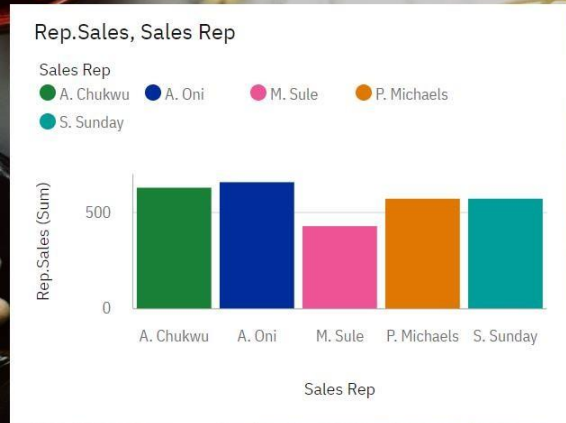 Rep.Sales, Sales Rep
Sales Rep
A. Chukwu A. Oni M. Sule P. Michaels
S. Sunday
Rep.Sales (Sum)
500
0
A. Chukwu A. Oni M. Sule P. Michaels S. Sunday
Sales Rep